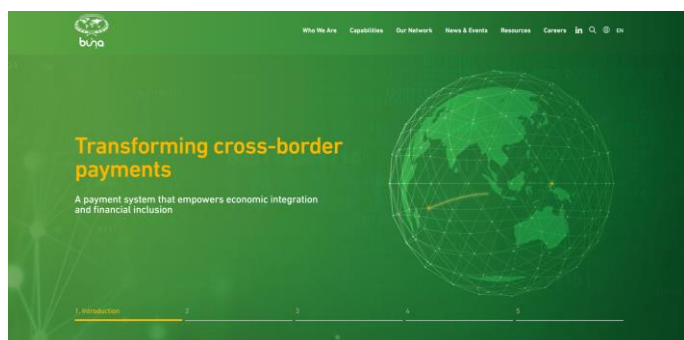 buna
Who We Are Capabilities Our Network News & Events Resources Careers in EN
Transforming cross-border
payments
A payment system that empowers economic integration
and financial inclusion
1. Introduction 2 3 4 5